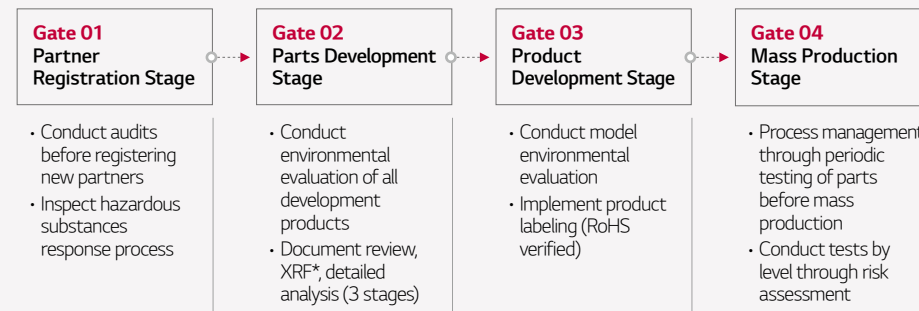 Gate 01
Partner
Registration Stage
• Conduct audits
before registering
new partners
• Inspect hazardous
substances
response process
Gate 02
Parts Development
Stage
• Conduct
environmental
evaluation of all
development
products
• Document review,
XRF*, detailed
analysis (3 stages)
Gate 03
Product
Development Stage
• Conduct model
environmental
evaluation
• Implement product
labeling (RoHS
verified)
Gate 04
Mass Production
Stage
• Process management
through periodic
testing of parts
before mass
production
• Conduct tests by
level through risk
assessment